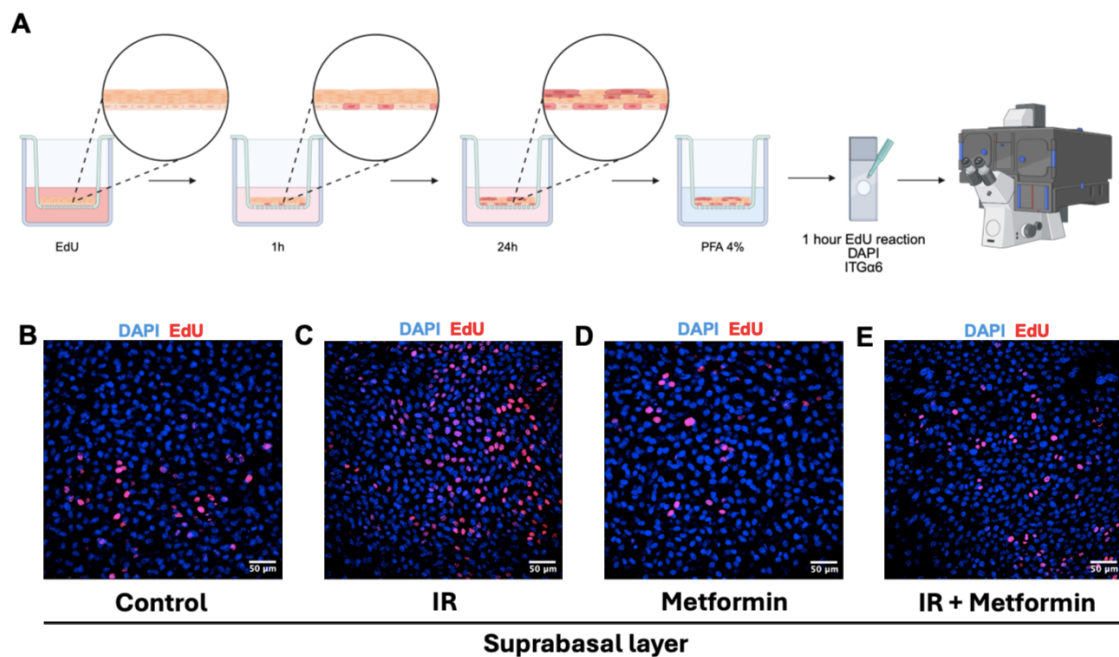 A
EdU
1h
24h
PFA 4%
1 hour EdU reaction
DAPI
ITGα6
B
DAPI EdU
C
DAPI EdU
D
DAPI EdU
E
DAPI EdU
50 μm
50 μm
50 μm
50 μm
Control
IR
Metformin
IR + Metformin
Suprabasal layer